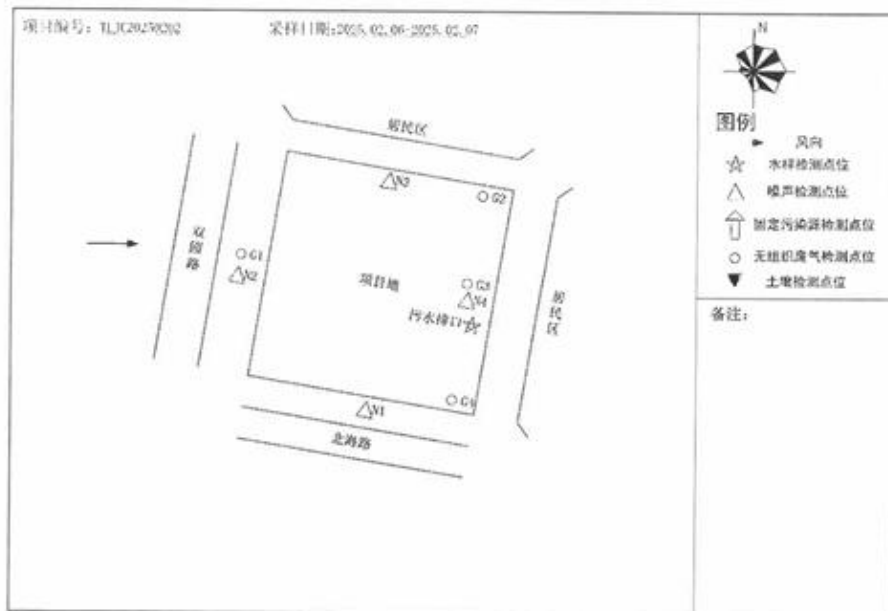 项目编号: TLJC20250202
采样日期:2025.02.06-2025.02.07
N
图例
风向
水样检测点位
噪声检测点位
固定污染源检测点位
无组织废气检测点位
土壤检测点位
备注:
居民区
N3
G2
双园路
G1
N2
项目地
G3
N4
污水排口
居民区
G4
N1
北海路